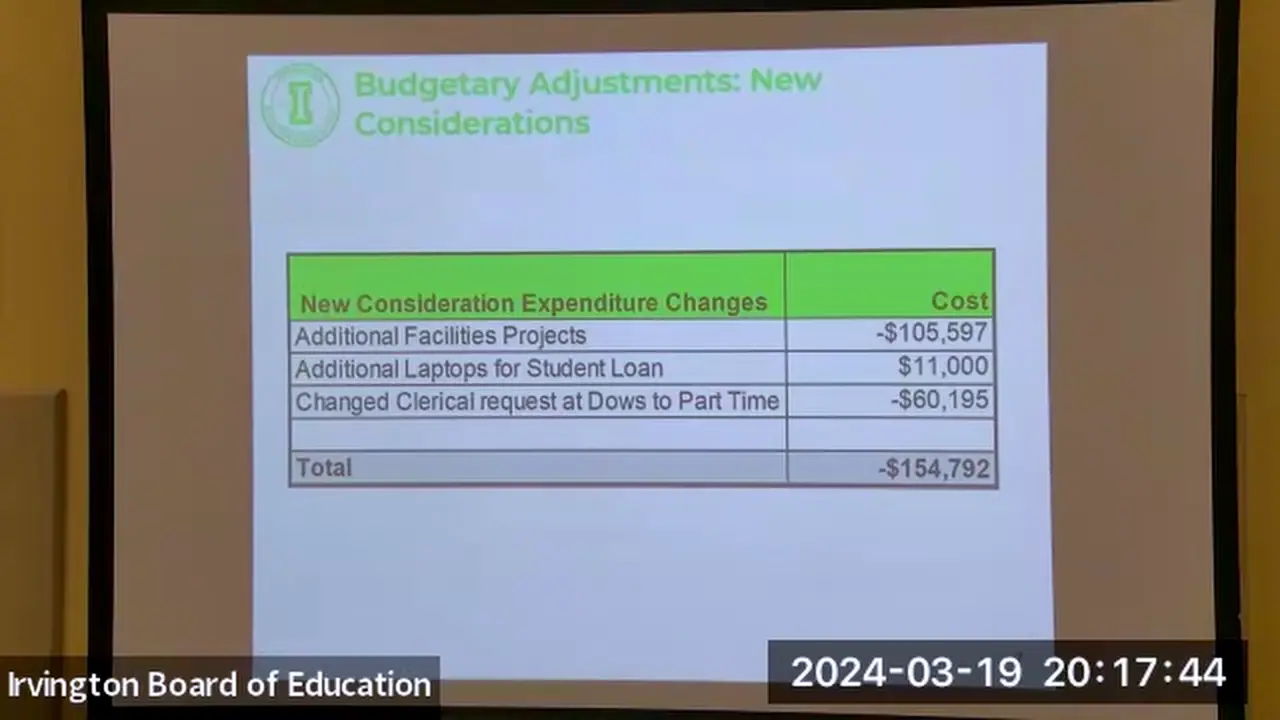 Budgetary Adjustments: New
Considerations
I
New Consideration Expenditure Changes Cost
Additional Facilities Projects -$105,597
Additional Laptops for Student Loan $11,000
Changed Clerical request at Dows to Part Time -$60,195
Total -$154,792
Irvington Board of Education
2024-03-19 20:17:44